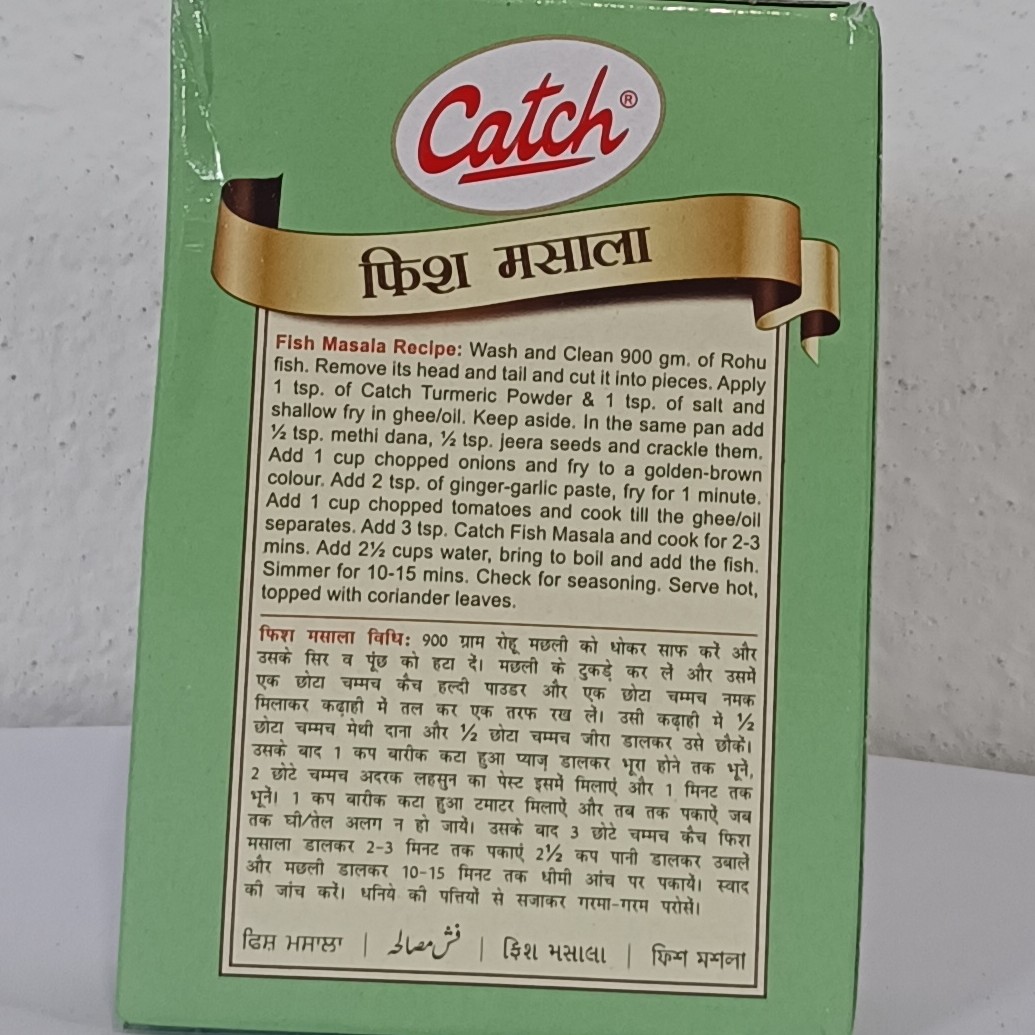 Catch®
फिश मसाला
Fish Masala Recipe: Wash and Clean 900 gm. of Rohu
fish. Remove its head and tail and cut it into pieces. Apply
1 tsp. of Catch Turmeric Powder & 1 tsp. of salt and
shallow fry in ghee/oil. Keep aside. In the same pan add
½ tsp. methi dana, ½ tsp. jeera seeds and crackle them.
Add 1 cup chopped onions and fry to a golden-brown
colour. Add 2 tsp. of ginger-garlic paste, fry for 1 minute.
Add 1 cup chopped tomatoes and cook till the ghee/oil
separates. Add 3 tsp. Catch Fish Masala and cook for 2-3
mins. Add 2½ cups water, bring to boil and add the fish.
Simmer for 10-15 mins. Check for seasoning. Serve hot,
topped with coriander leaves.
फिश मसाला विधि: 900 ग्राम रोहू मछली को धोकर साफ करें और
उसके सिर व पूंछ को हटा दें। मछली के टुकड़े कर लें और उसमें
एक छोटा चम्मच कैच हल्दी पाउडर और एक छोटा चम्मच नमक
मिलाकर कढ़ाही में तल कर एक तरफ रख लें। उसी कढ़ाही में ½
छोटा चम्मच मेथी दाना और ½ छोटा चम्मच जीरा डालकर उसे छौकें।
उसके बाद 1 कप बारीक कटा हुआ प्याज़ डालकर भूरा होने तक भूनें,
2 छोटे चम्मच अदरक लहसुन का पेस्ट इसमें मिलाएं और 1 मिनट तक
भूनें। 1 कप बारीक कटा हुआ टमाटर मिलाऐं और तब तक पकाऐं जब
तक घी/तेल अलग न हो जायें। उसके बाद 3 छोटे चम्मच कैच फिश
मसाला डालकर 2-3 मिनट तक पकाएं 2½ कप पानी डालकर उबालें
और मछली डालकर 10-15 मिनट तक धीमी आंच पर पकायें। स्वाद
की जांच करें। धनिये की पत्तियों से सजाकर गरमा-गरम परोसें।
ਫਿਸ਼ ਮਸਾਲਾ | فش مصالحہ | ફિશ મસાલા | ফিশ মশলা